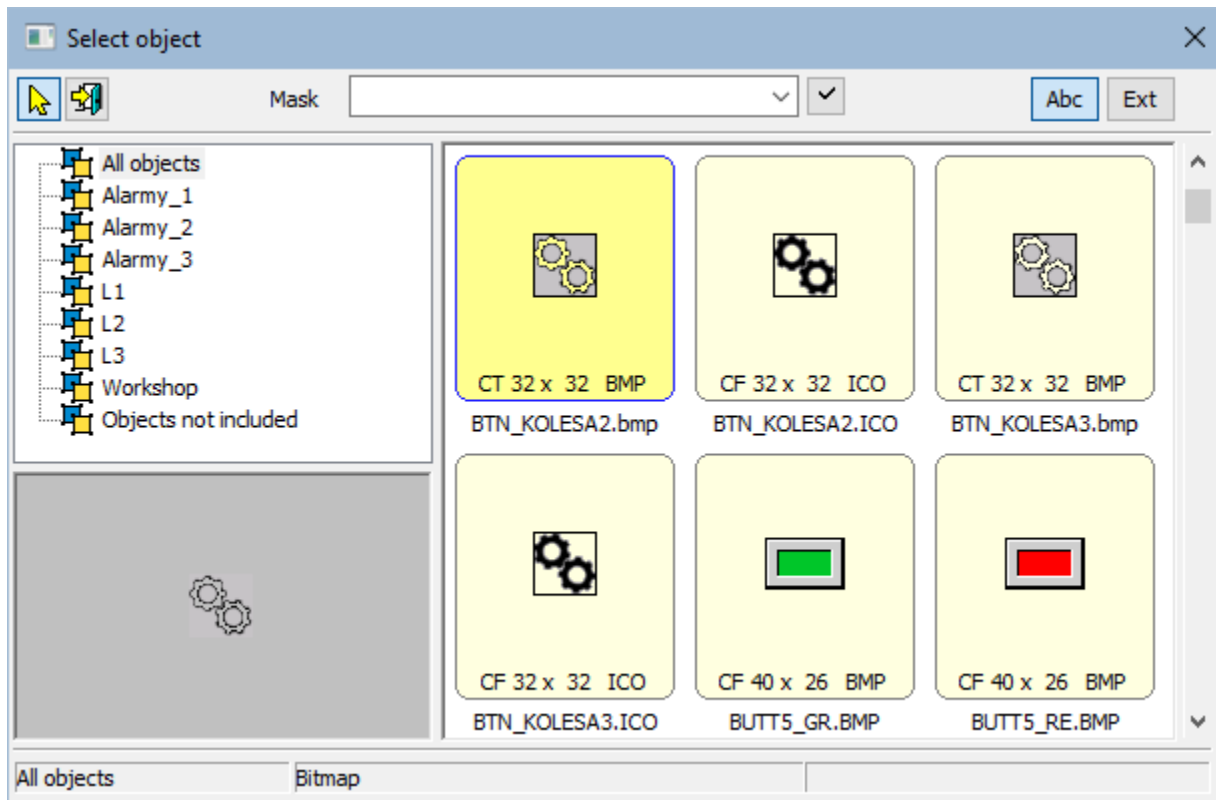 Select object
Mask
Abc Ext
All objects
Alarmy_1
Alarmy_2
Alarmy_3
L1
L2
L3
Workshop
Objects not included
CT 32 x 32 BMP CF 32 x 32 ICO CT 32 x 32 BMP
BTN_KOLESA2.bmp BTN_KOLESA2.ICO BTN_KOLESA3.bmp
CF 32 x 32 ICO CF 40 x 26 BMP CF 40 x 26 BMP
BTN_KOLESA3.ICO BUTT5_GR.BMP BUTT5_RE.BMP
All objects Bitmap